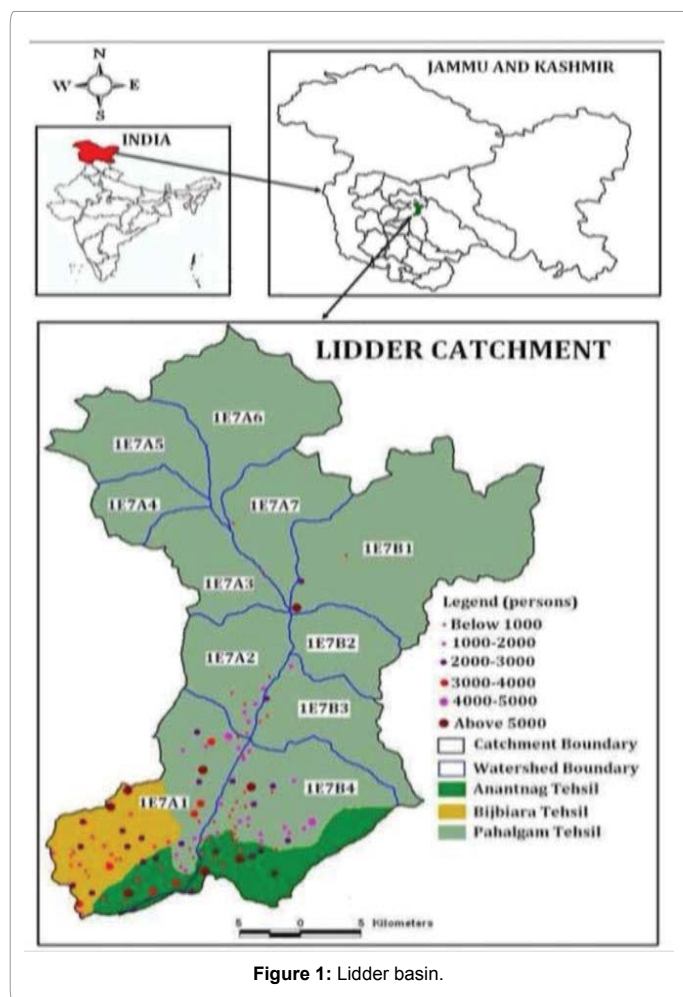 N
W E
S
INDIA
JAMMU AND KASHMIR
LIDDER CATCHMENT
1E7A6
1E7A5
1E7A4
1E7A7
1E7B1
1E7A3
1E7B2
1E7A2
1E7B3
1E7B4
1E7A1
Legend (persons)
Below 1000
1000-2000
2000-3000
3000-4000
4000-5000
Above 5000
Catchment Boundary
Watershed Boundary
Anantnag Tehsil
Bijbiara Tehsil
Pahalgam Tehsil
5 0 5 Kilometers
Figure 1: Lidder basin.